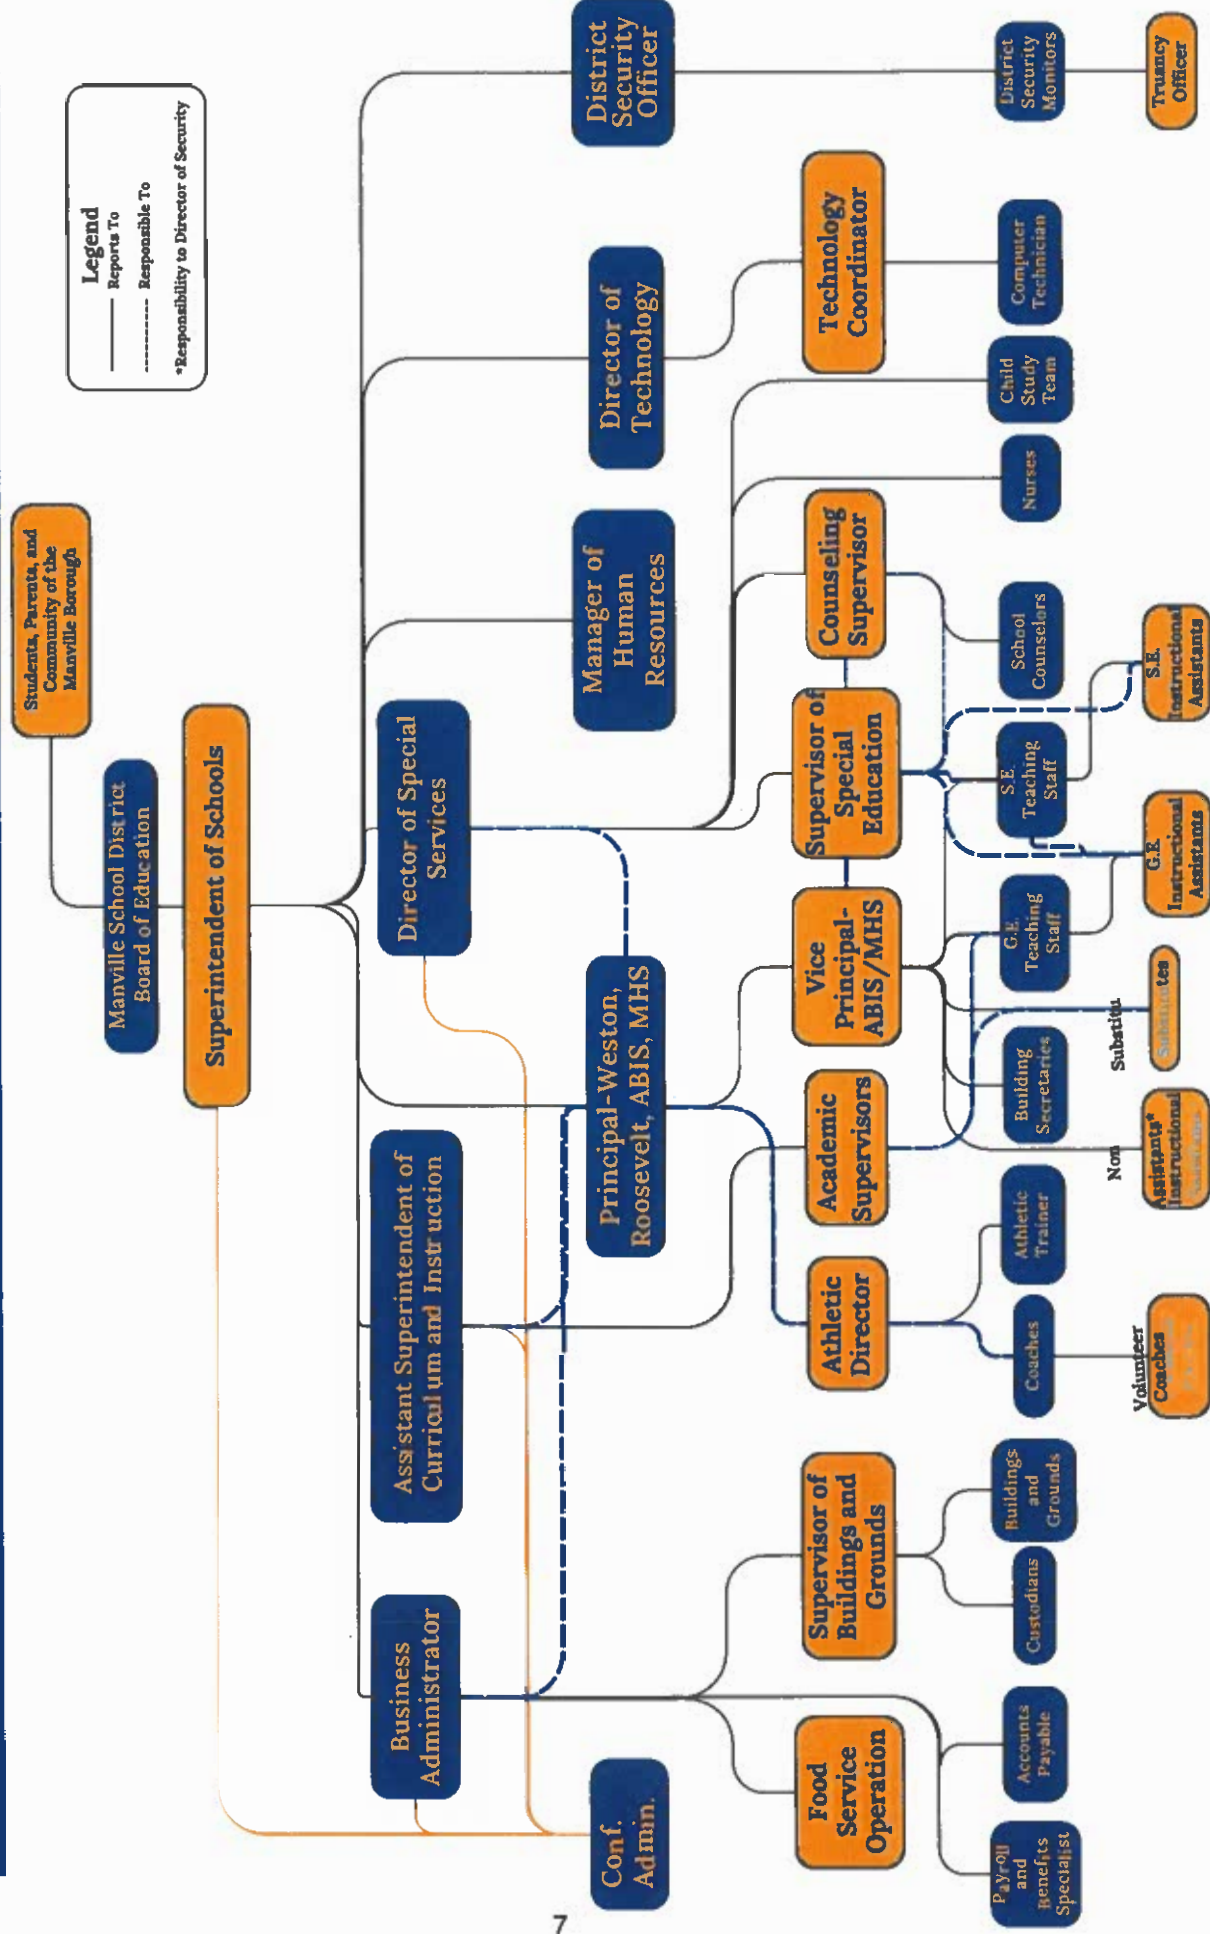 Students, Parents, and
Community of the
Manville Borough
Manville School District
Board of Education
Superintendent of Schools
Legend
Reports To
Responsible To
*Responsibility to Director of Security
Business
Administrator
Assistant Superintendent of
Curriculum and Instruction
Director of Special
Services
Conf.
Admin.
Principal-Weston,
Roosevelt, ABIS, MHS
Manager of
Human
Resources
Director of
Technology
District
Security
Officer
Food
Service
Operation
Supervisor of
Buildings and
Grounds
Athletic
Director
Academic
Supervisors
Vice
Principal-
ABIS/MHS
Supervisor of
Special
Education
Counseling
Supervisor
Technology
Coordinator
Payroll
and
Benefits
Specialist
Accounts
Payable
Custodians
Buildings
and
Grounds
Coaches
Athletic
Trainer
Building
Secretaries
G.E.
Teaching
Staff
S.E.
Teaching
Staff
School
Counselors
Nurses
Child
Study
Team
Computer
Technician
District
Security
Monitors
Volunteer
Coaches
Non
Assistants*
Instructional
Substitu
Substitutes
G.E.
Instructional
Assistants
S.E.
Instructional
Assistants
Truancy
Officer
7